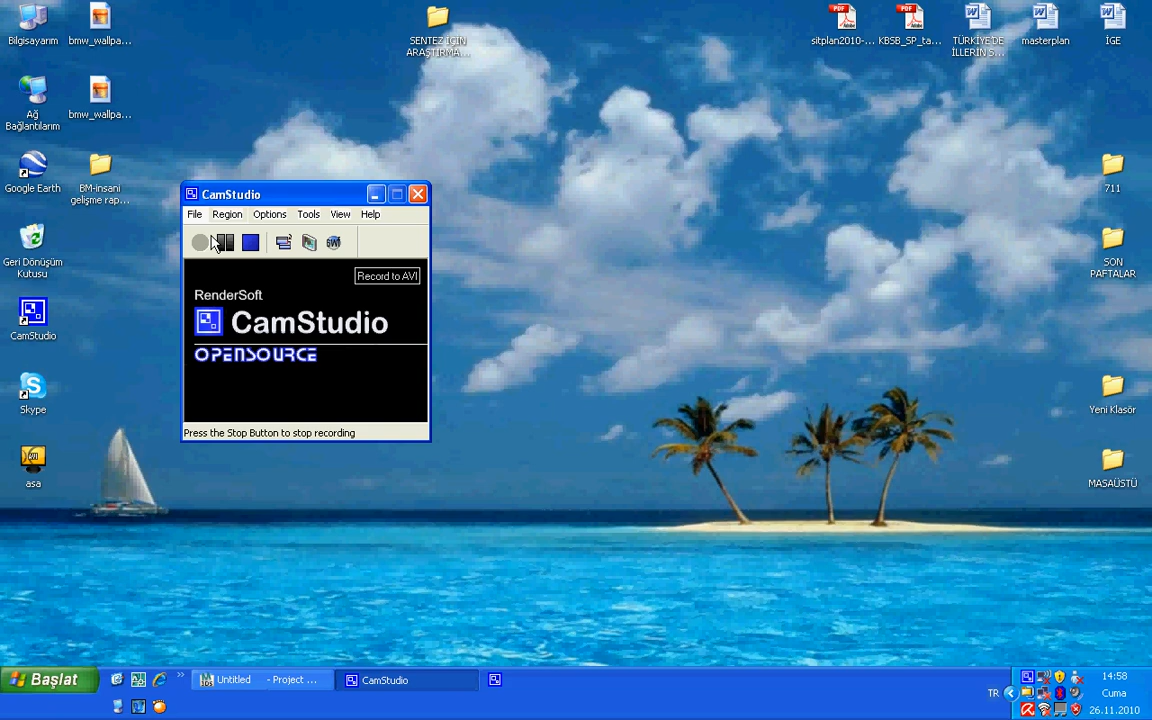 Bilgisayarım
bmw_wallpa...
SENTEZ İÇİN
ARAŞTIRMA...
sitplan2010-...
KBSB_SP_ta...
TÜRKİYE'DE
İLLERİN S...
masterplan
İGE
Ağ
Bağlantılarım
bmw_wallpa...
Google Earth
BM-insani
gelişme rap...
711
Geri Dönüşüm
Kutusu
SON
PAFTALAR
CamStudio
Skype
Yeni Klasör
asa
MASAÜSTÜ
CamStudio
File Region Options Tools View Help
Record to AVI
RenderSoft
CamStudio
OPENSOURCE
Press the Stop Button to stop recording
Başlat
Untitled - Project ...
CamStudio
TR
14:58
Cuma
26.11.2010